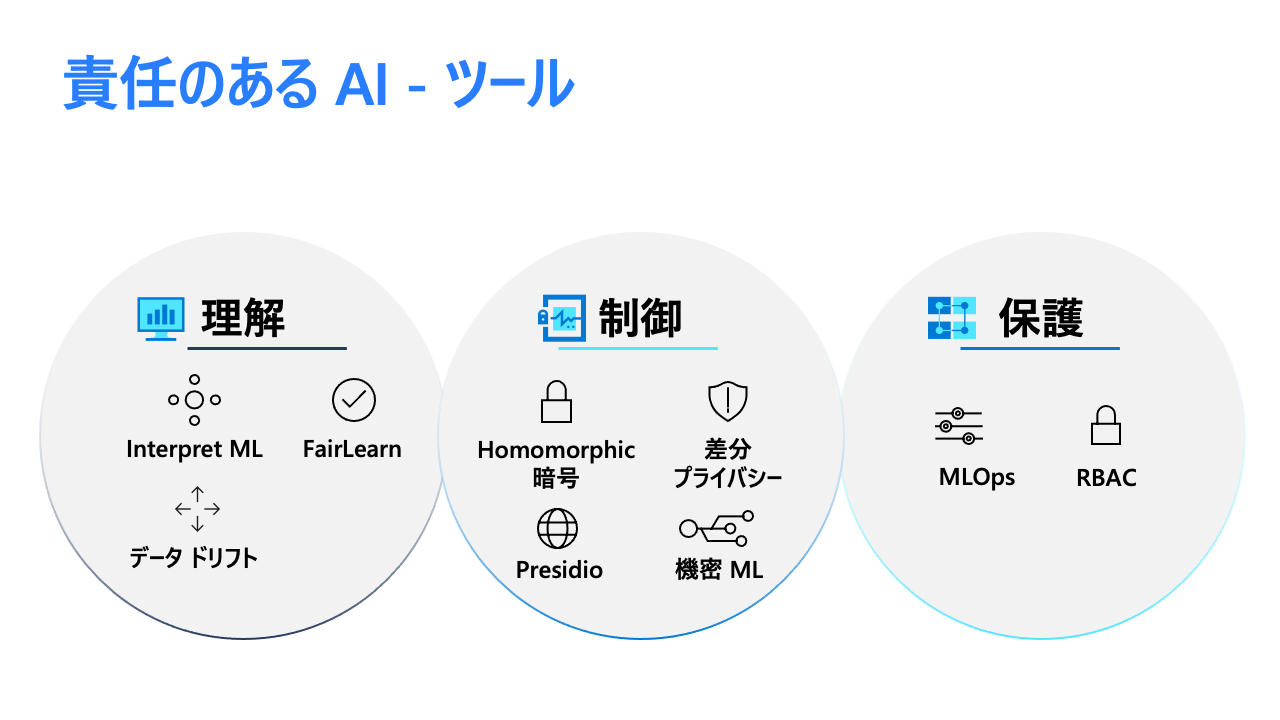 責任のある AI - ツール
理解
Interpret ML
FairLearn
データ ドリフト
制御
Homomorphic
暗号
差分
プライバシー
Presidio
機密 ML
保護
MLOps
RBAC